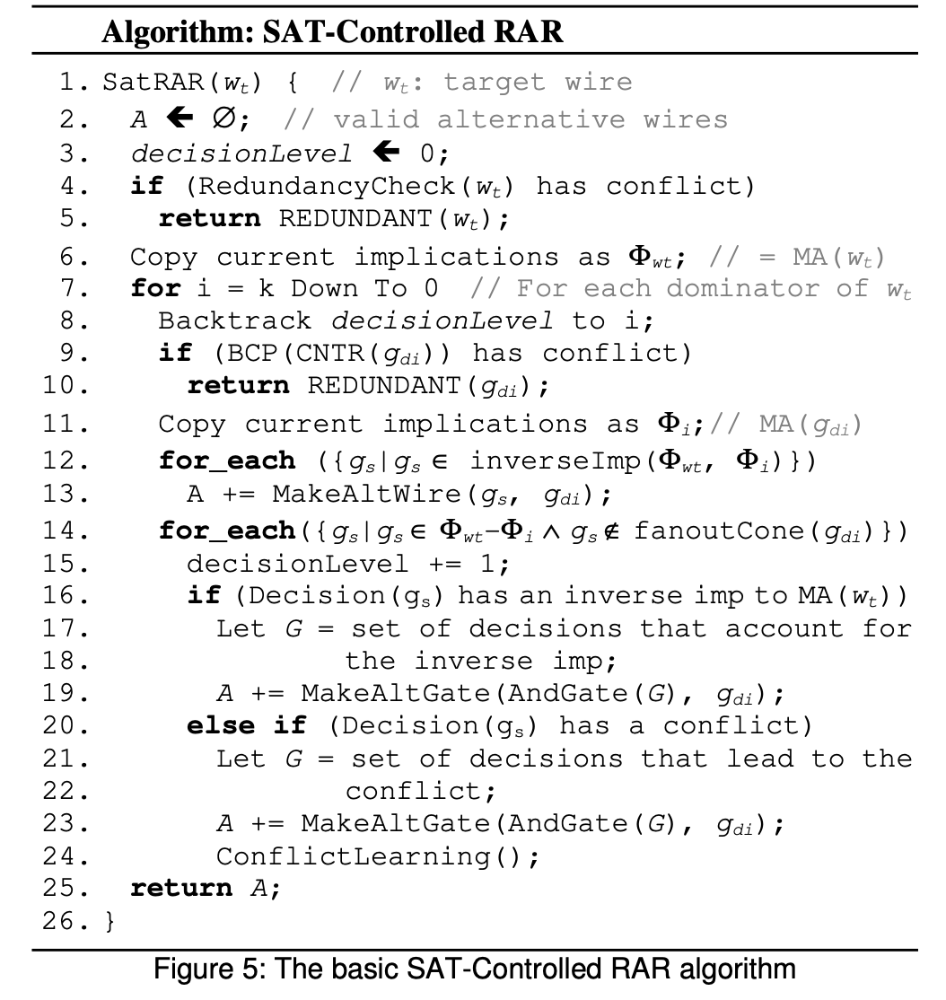 Algorithm: SAT-Controlled RAR
1. SatRAR(wt) { // wt: target wire
2. A 🡸 Ø; // valid alternative wires
3. decisionLevel 🡸 0;
4. if (RedundancyCheck(wt) has conflict)
5. return REDUNDANT(wt);
6. Copy current implications as Φwt; // = MA(wt)
7. for i = k Down To 0 // For each dominator of wt
8. Backtrack decisionLevel to i;
9. if (BCP(CNTR(gdi)) has conflict)
10. return REDUNDANT(gdi);
11. Copy current implications as Φi;// MA(gdi)
12. for_each ({gs|gs ∈ inverseImp(Φwt, Φi)})
13. A += MakeAltWire(gs, gdi);
14. for_each({gs|gs∈ Φwt−Φi ∧ gs∉ fanoutCone(gdi)})
15. decisionLevel += 1;
16. if (Decision(gs) has an inverse imp to MA(wt))
17. Let G = set of decisions that account for
18. the inverse imp;
19. A += MakeAltGate(AndGate(G), gdi);
20. else if (Decision(gs) has a conflict)
21. Let G = set of decisions that lead to the
22. conflict;
23. A += MakeAltGate(AndGate(G), gdi);
24. ConflictLearning();
25. return A;
26. }
Figure 5: The basic SAT-Controlled RAR algorithm